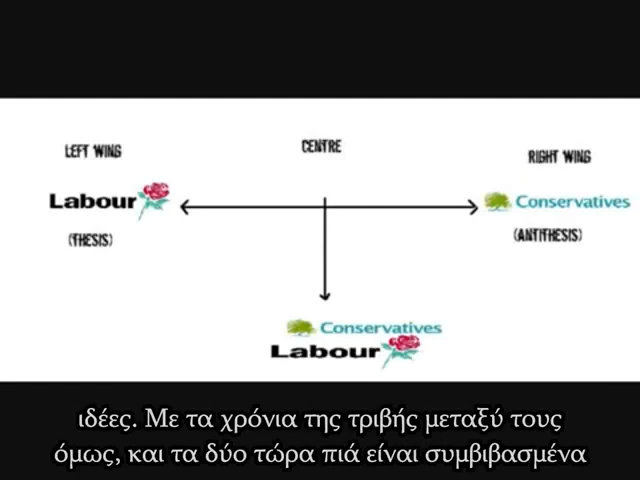 LEFT WING
CENTRE
RIGHT WING
Labour
Conservatives
(THESIS)
(ANTITHESIS)
Conservatives
Labour
ιδέες. Με τα χρόνια της τριβής μεταξύ τους
όμως, και τα δύο τώρα πιά είναι συμβιβασμένα